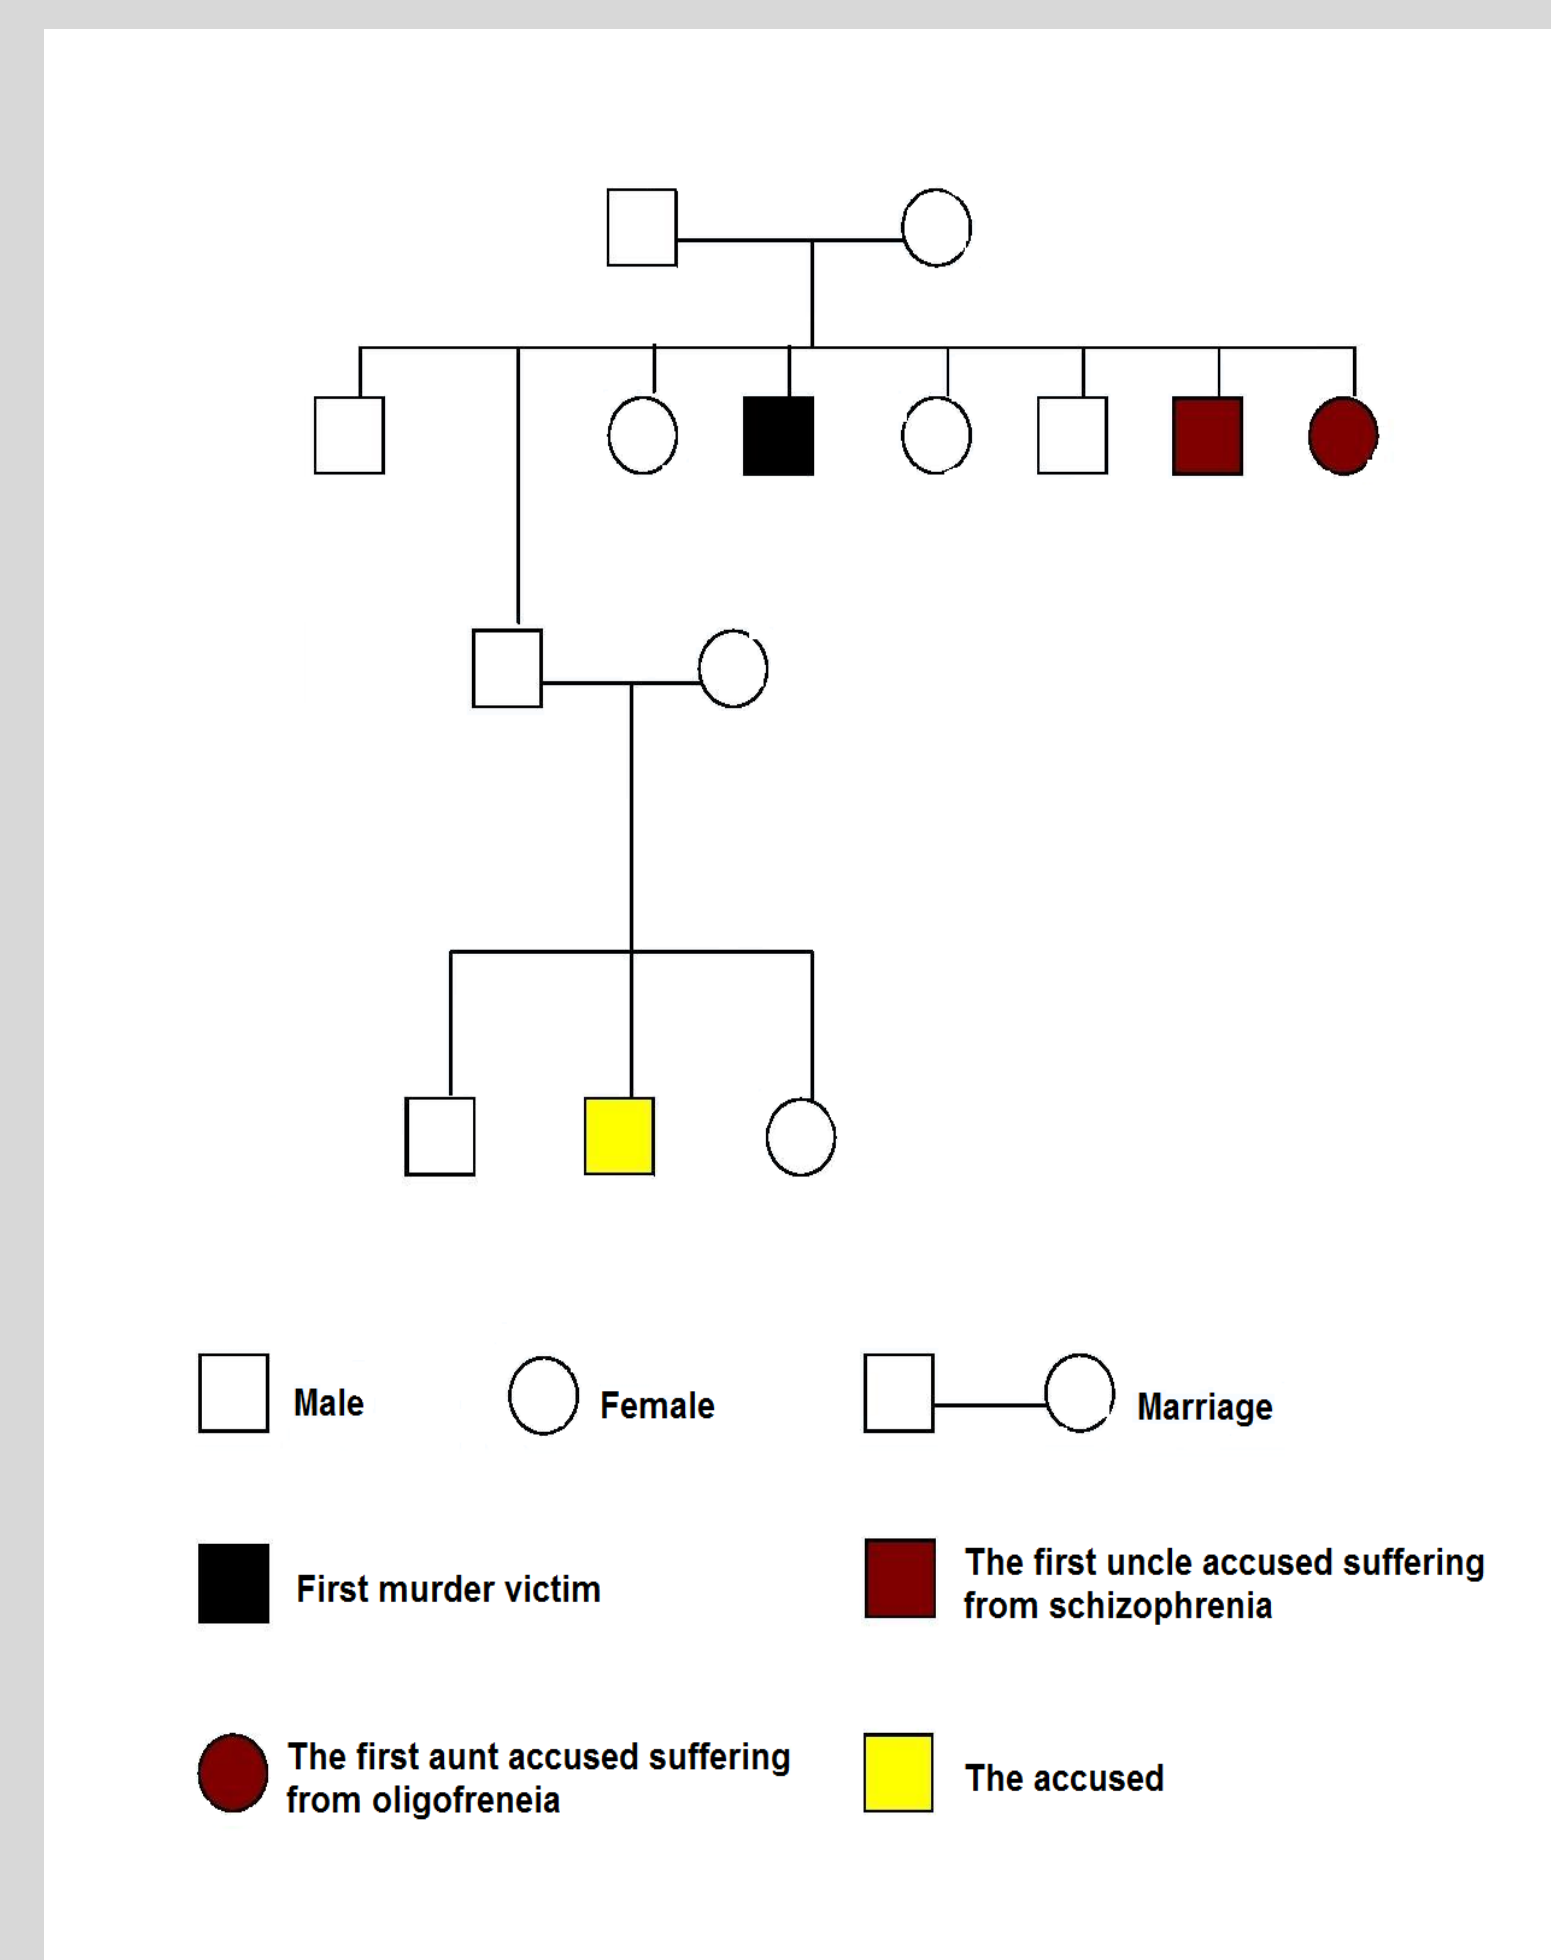 Male
Female
Marriage
First murder victim
The first uncle accused suffering
from schizophrenia
The first aunt accused suffering
from oligofreneia
The accused